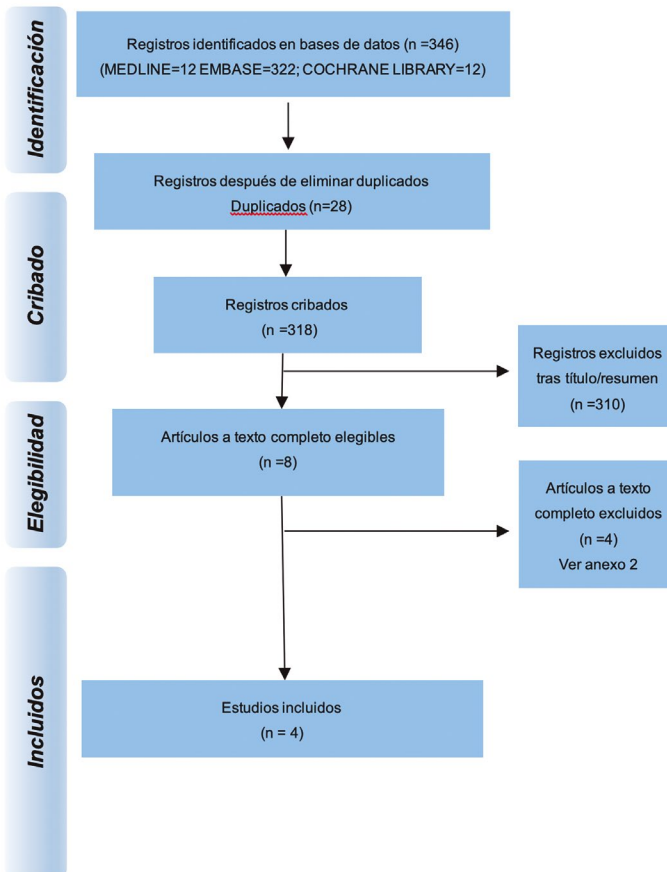 Identificación
Registros identificados en bases de datos (n =346)
(MEDLINE=12 EMBASE=322; COCHRANE LIBRARY=12)
Registros después de eliminar duplicados
Duplicados (n=28)
Cribado
Registros cribados
(n =318)
Registros excluidos
tras título/resumen
(n =310)
Elegibilidad
Artículos a texto completo elegibles
(n =8)
Artículos a texto
completo excluidos
(n =4)
Ver anexo 2
Incluidos
Estudios incluidos
(n = 4)